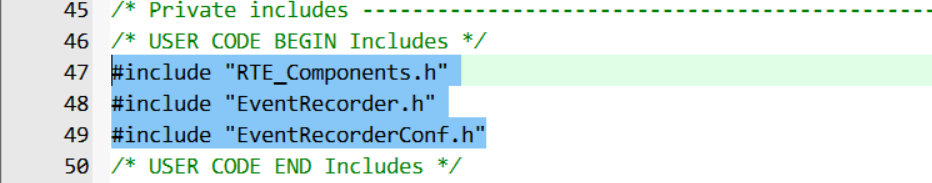 45 /* Private includes ----------------------------------------------
46 /* USER CODE BEGIN Includes */
47 #include "RTE_Components.h"
48 #include "EventRecorder.h"
49 #include "EventRecorderConf.h"
50 /* USER CODE END Includes */